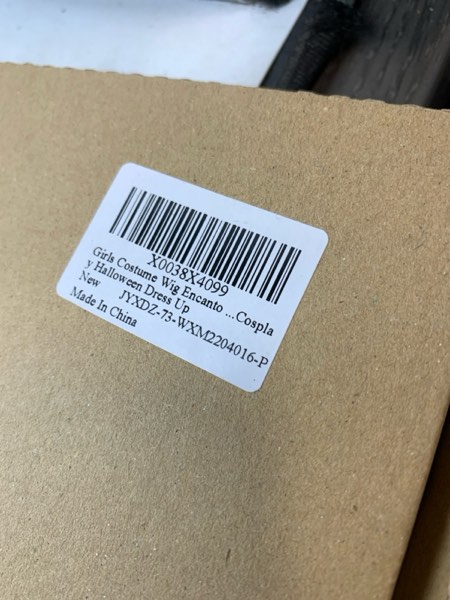 X0038X4099
Girls Costume Wig Encanto ...Cospla
y Halloween Dress Up
New JYXDZ-73-WXM2204016-P
Made In China